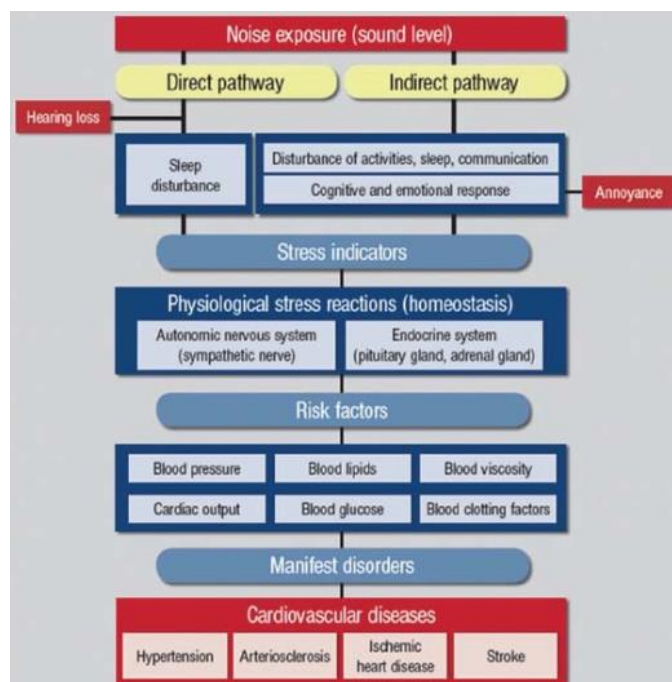 Noise exposure (sound level)
Direct pathway
Indirect pathway
Hearing loss
Sleep
disturbance
Disturbance of activities, sleep, communication
Cognitive and emotional response
Annoyance
Stress indicators
Physiological stress reactions (homeostasis)
Autonomic nervous system
(sympathetic nerve)
Endocrine system
(pituitary gland, adrenal gland)
Risk factors
Blood pressure
Blood lipids
Blood viscosity
Cardiac output
Blood glucose
Blood clotting factors
Manifest disorders
Cardiovascular diseases
Hypertension
Arteriosclerosis
Ischemic
heart disease
Stroke